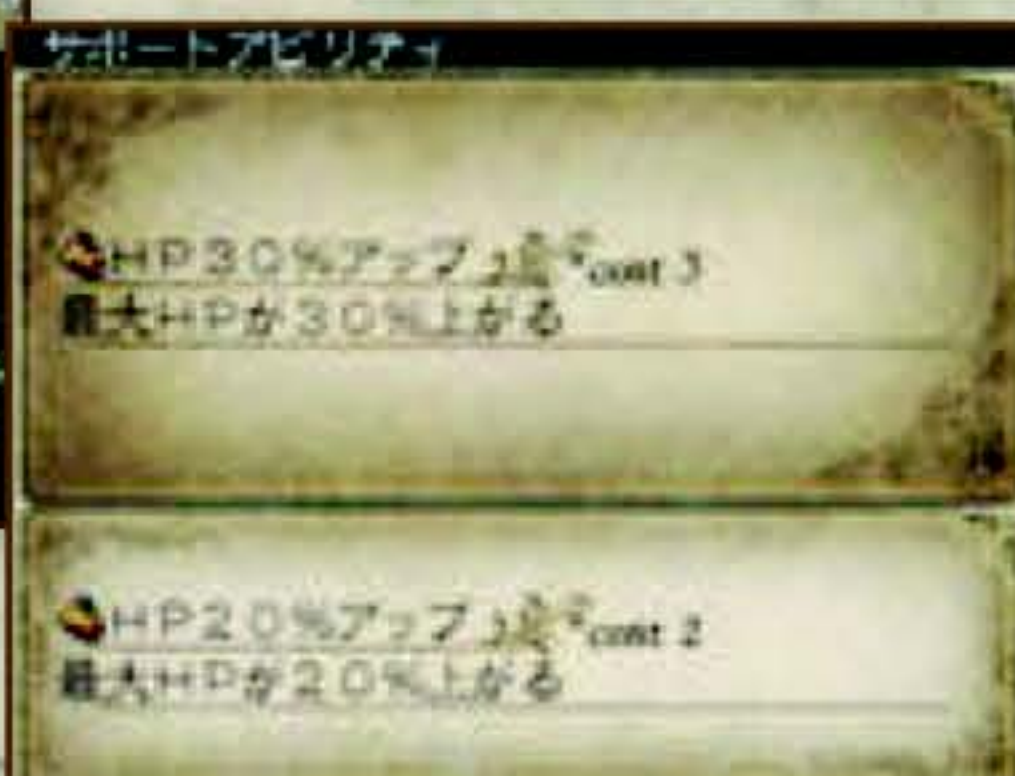 サポートアビリティ
HP30%アップ cost 3
最大HPが30%上がる
HP20%アップ cost 2
最大HPが20%上がる